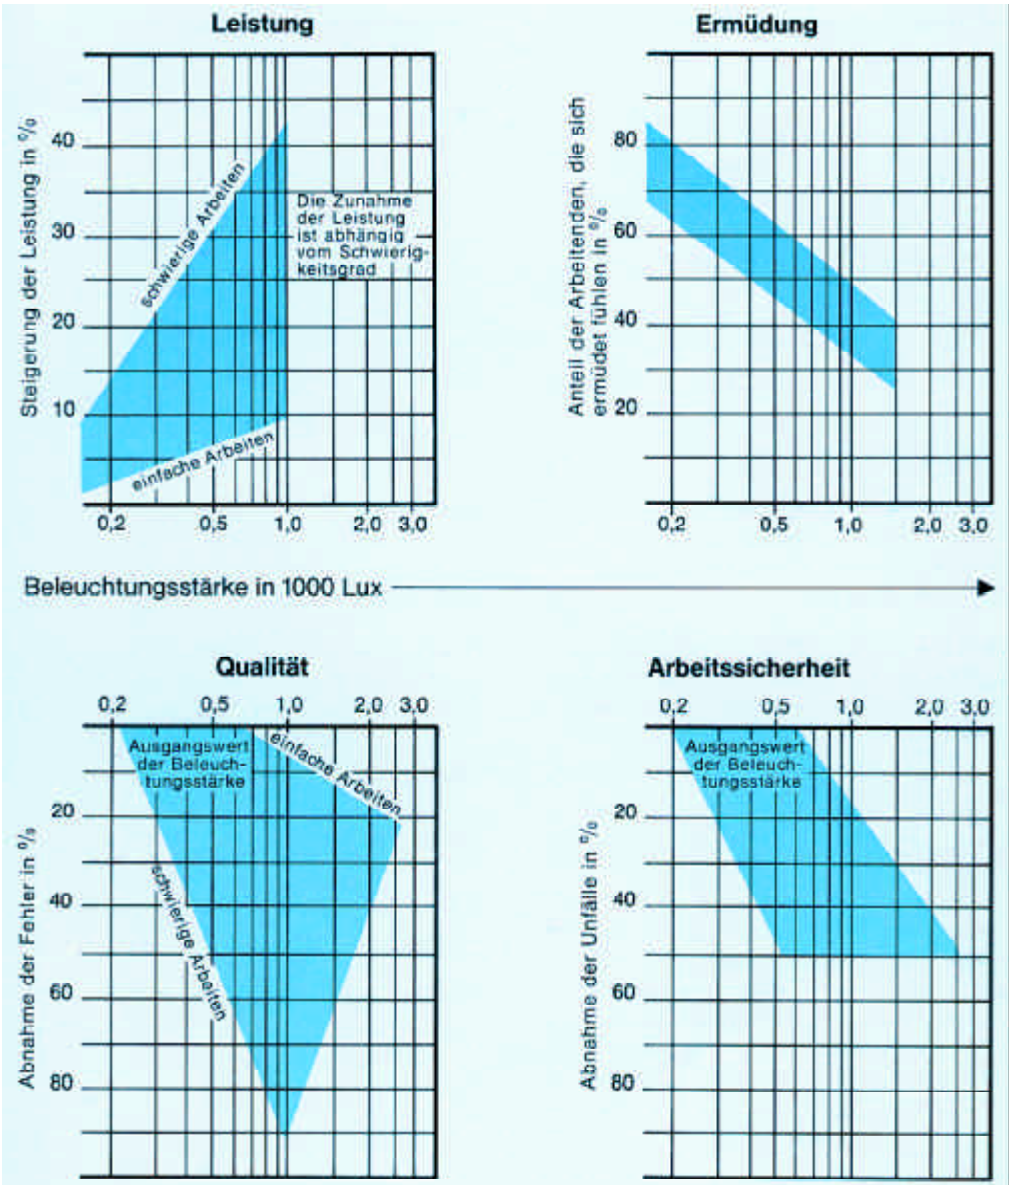 Leistung
Steigerung der Leistung in %
40
30
20
10
schwierige Arbeiten
einfache Arbeiten
Die Zunahme
der Leistung
ist abhängig
vom Schwierig-
keitsgrad
0,2 0,5 1,0 2,0 3,0
Ermüdung
Anteil der Arbeitenden, die sich
ermüdet fühlen in %
80
60
40
20
0,2 0,5 1,0 2,0 3,0
Beleuchtungsstärke in 1000 Lux
Qualität
0,2 0,5 1,0 2,0 3,0
Abnahme der Fehler in %
20
40
60
80
Ausgangswert
der Beleuch-
tungsstärke
einfache Arbeiten
schwierige Arbeiten
Arbeitssicherheit
0,2 0,5 1,0 2,0 3,0
Abnahme der Unfälle in %
20
40
60
80
Ausgangswert
der Beleuch-
tungsstärke